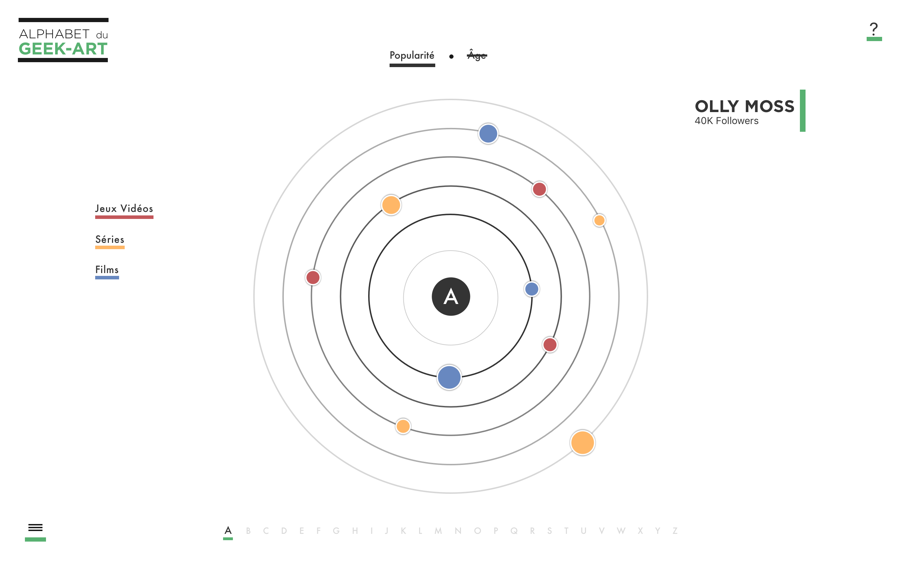 ALPHABET du
GEEK-ART
?
Popularité • Âge
OLLY MOSS
40K Followers
Jeux Vidéos
Séries
Films
A
A B C D E F G H I J K L M N O P Q R S T U V W X Y Z